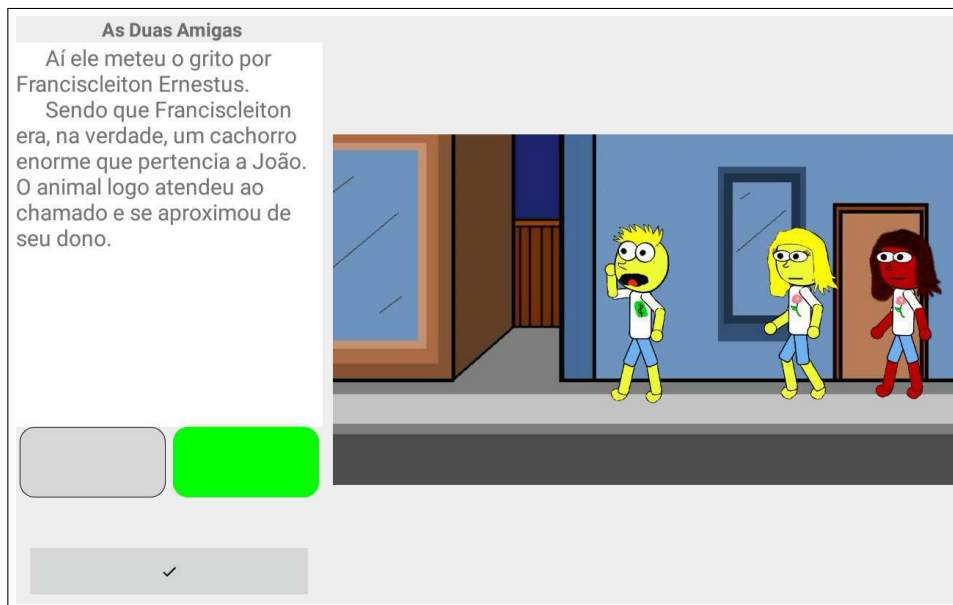 As Duas Amigas
Aí ele meteu o grito por
Franciscleiton Ernestus.
Sendo que Franciscleiton
era, na verdade, um cachorro
enorme que pertencia a João.
O animal logo atendeu ao
chamado e se aproximou de
seu dono.